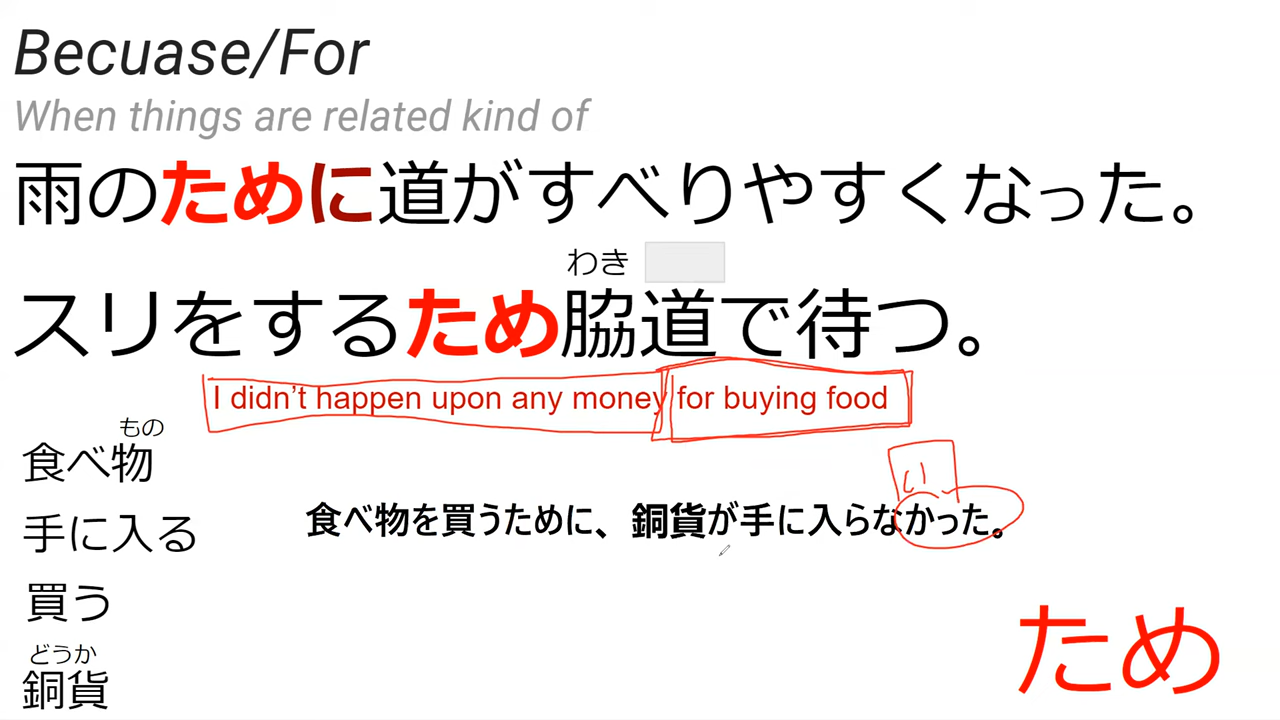 Becuase/For
When things are related kind of
雨のために道がすべりやすくなった。
わき
スリをするため脇道で待つ。
I didn't happen upon any money for buying food
もの
食べ物
手に入る
買う
どうか
銅貨
い
食べ物を買うために、銅貨が手に入らなかった。
ため